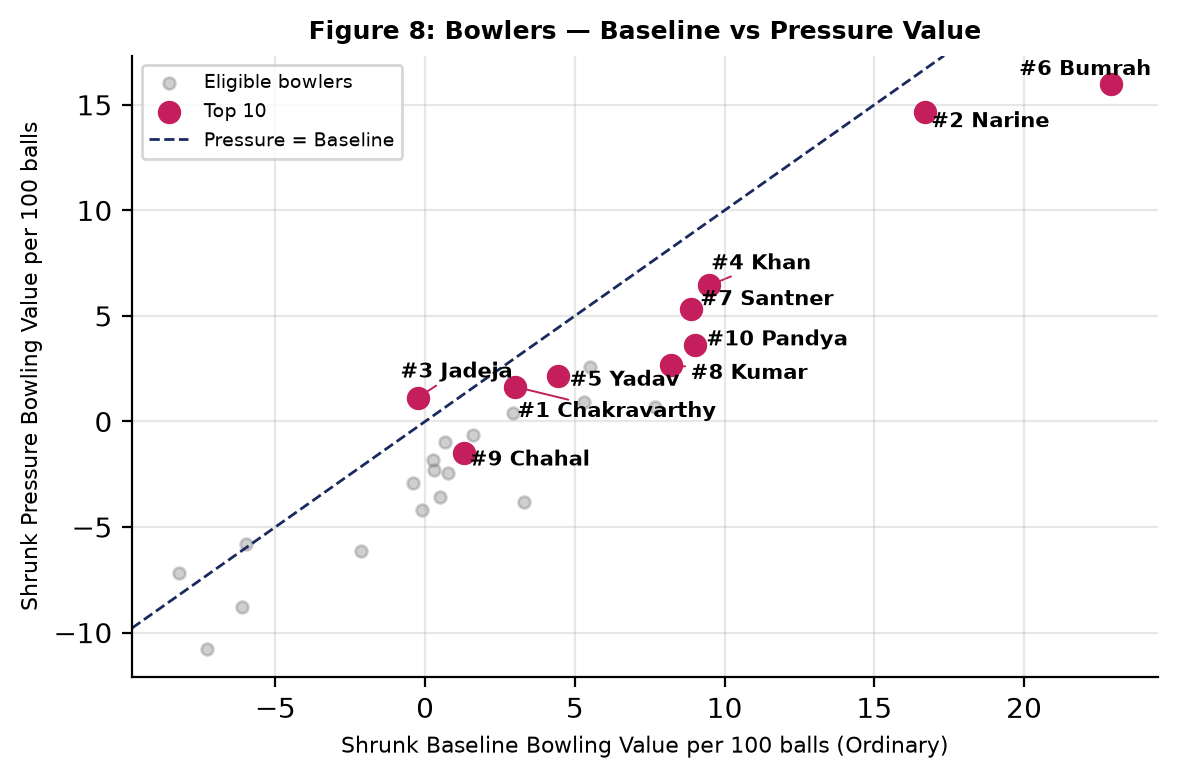 Figure 8: Bowlers — Baseline vs Pressure Value
Eligible bowlers
Top 10
Pressure = Baseline
#6 Bumrah
#2 Narine
#4 Khan
#7 Santner
#10 Pandya
#8 Kumar
#3 Jadeja
#5 Yadav
#1 Chakravarthy
#9 Chahal
15
10
5
0
−5
−10
Shrunk Pressure Bowling Value per 100 balls
−5
0
5
10
15
20
Shrunk Baseline Bowling Value per 100 balls (Ordinary)